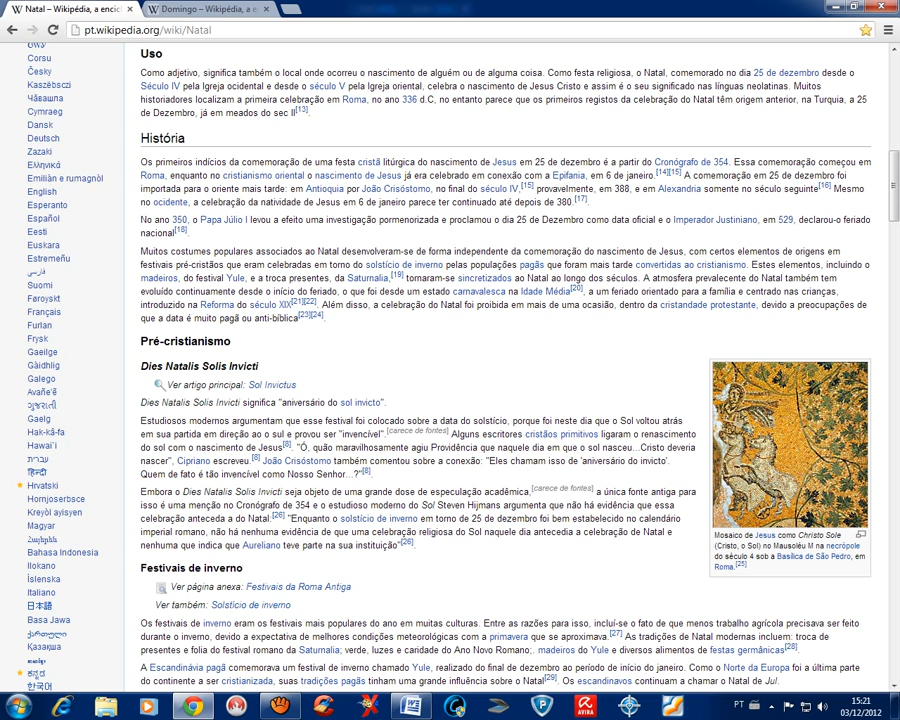 Natal – Wikipédia, a encicl
Domingo – Wikipédia, a e
pt.wikipedia.org/wiki/Natal
Corsu
Česky
Kaszëbsczi
Чӑвашла
Cymraeg
Dansk
Deutsch
Zazaki
Ελληνικά
Emiliàn e rumagnòl
English
Esperanto
Español
Eesti
Euskara
Estremeñu
فارسی
Suomi
Føroyskt
Français
Furlan
Frysk
Gaeilge
Gàidhlig
Galego
Avañe'ẽ
ગુજરાતી
Gaelg
Hak-kâ-fa
Hawai`i
עברית
हिन्दी
Hrvatski
Hornjoserbsce
Kreyòl ayisyen
Magyar
Հայերեն
Bahasa Indonesia
Ilokano
Íslenska
Italiano
日本語
Basa Jawa
ქართული
Қазақша
ಕನ್ನಡ
한국어
Uso
Como adjetivo, significa também o local onde ocorreu o nascimento de alguém ou de alguma coisa. Como festa religiosa, o Natal, comemorado no dia 25 de dezembro desde o
Século IV pela Igreja ocidental e desde o século V pela Igreja oriental, celebra o nascimento de Jesus Cristo e assim é o seu significado nas línguas neolatinas. Muitos
historiadores localizam a primeira celebração em Roma, no ano 336 d.C, no entanto parece que os primeiros registos da celebração do Natal têm origem anterior, na Turquia, a 25
de Dezembro, já em meados do sec II[13].
História
Os primeiros indícios da comemoração de uma festa cristã litúrgica do nascimento de Jesus em 25 de dezembro é a partir do Cronógrafo de 354. Essa comemoração começou em
Roma, enquanto no cristianismo oriental o nascimento de Jesus já era celebrado em conexão com a Epifania, em 6 de janeiro.[14][15] A comemoração em 25 de dezembro foi
importada para o oriente mais tarde: em Antioquia por João Crisóstomo, no final do século IV,[15] provavelmente, em 388, e em Alexandria somente no século seguinte[16] Mesmo
no ocidente, a celebração da natividade de Jesus em 6 de janeiro parece ter continuado até depois de 380.[17].
No ano 350, o Papa Júlio I levou a efeito uma investigação pormenorizada e proclamou o dia 25 de Dezembro como data oficial e o Imperador Justiniano, em 529, declarou-o feriado
nacional[18].
Muitos costumes populares associados ao Natal desenvolveram-se de forma independente da comemoração do nascimento de Jesus, com certos elementos de origens em
festivais pré-cristãos que eram celebradas em torno do solstício de inverno pelas populações pagãs que foram mais tarde convertidas ao cristianismo. Estes elementos, incluindo o
madeiros, do festival Yule, e a troca presentes, da Saturnalia,[19] tornaram-se sincretizados ao Natal ao longo dos séculos. A atmosfera prevalecente do Natal também tem
evoluído continuamente desde o início do feriado, o que foi desde um estado carnavalesca na Idade Média[20], a um feriado orientado para a família e centrado nas crianças,
introduzido na Reforma do século XIX[21][22]. Além disso, a celebração do Natal foi proibida em mais de uma ocasião, dentro da cristandade protestante, devido a preocupações de
que a data é muito pagã ou anti-bíblica[23][24].
Pré-cristianismo
Dies Natalis Solis Invicti
Ver artigo principal: Sol Invictus
Dies Natalis Solis Invicti significa "aniversário do sol invicto".
Estudiosos modernos argumentam que esse festival foi colocado sobre a data do solstício, porque foi neste dia que o Sol voltou atrás
em sua partida em direção ao o sul e provou ser "invencível".[carece de fontes] Alguns escritores cristãos primitivos ligaram o renascimento
do sol com o nascimento de Jesus[8]. "Ó, quão maravilhosamente agiu Providência que naquele dia em que o sol nasceu...Cristo deveria
nascer", Cipriano escreveu.[8] João Crisóstomo também comentou sobre a conexão: "Eles chamam isso de 'aniversário do invicto'.
Quem de fato é tão invencível como Nosso Senhor...?"[8].
Embora o Dies Natalis Solis Invicti seja objeto de uma grande dose de especulação acadêmica,[carece de fontes] a única fonte antiga para
isso é uma menção no Cronógrafo de 354 e o estudioso moderno do Sol Steven Hijmans argumenta que não há evidência que essa
celebração anteceda a do Natal:[26] "Enquanto o solstício de inverno em torno de 25 de dezembro foi bem estabelecido no calendário
imperial romano, não há nenhuma evidência de que uma celebração religiosa do Sol naquele dia antecedia a celebração de Natal e
nenhuma que indica que Aureliano teve parte na sua instituição"[26].
Mosaico de Jesus como Christo Sole
(Cristo, o Sol) no Mausoléu M na necrópole
do século 4 sob a Basílica de São Pedro, em
Roma.[25]
Festivais de inverno
Ver página anexa: Festivais da Roma Antiga
Ver também: Solstício de inverno
Os festivais de inverno eram os festivais mais populares do ano em muitas culturas. Entre as razões para isso, incluí-se o fato de que menos trabalho agrícola precisava ser feito
durante o inverno, devido a expectativa de melhores condições meteorológicas com a primavera que se aproximava.[27] As tradições de Natal modernas incluem: troca de
presentes e folia do festival romano da Saturnalia; verde, luzes e caridade do Ano Novo Romano;. madeiros do Yule e diversos alimentos de festas germânicas[28].
A Escandinávia pagã comemorava um festival de inverno chamado Yule, realizado do final de dezembro ao período de início do janeiro. Como o Norte da Europa foi a última parte
do continente a ser cristianizada, suas tradições pagãs tinham uma grande influência sobre o Natal[29]. Os escandinavos continuam a chamar o Natal de Jul.
AVIRA
PT
15:21
03/12/2012